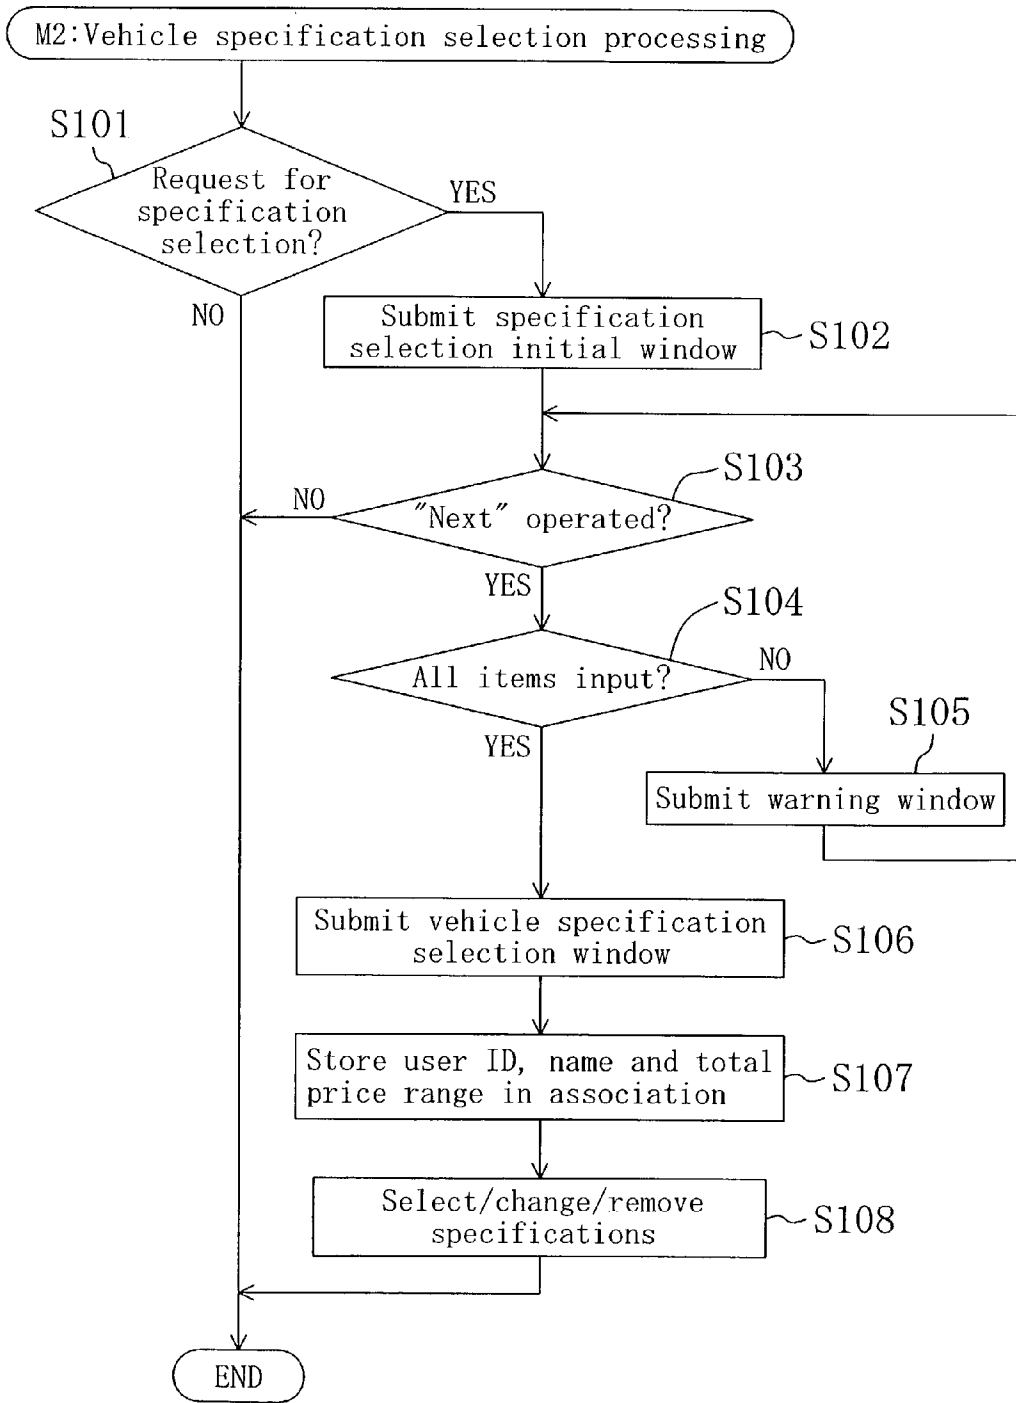 M2:Vehicle specification selection processing
S101
Request for
specification
selection?
YES
NO
Submit specification
selection initial window
S102
S103
NO
"Next" operated?
YES
S104
All items input?
NO
YES
S105
Submit warning window
Submit vehicle specification
selection window
S106
Store user ID, name and total
price range in association
S107
Select/change/remove
specifications
S108
END